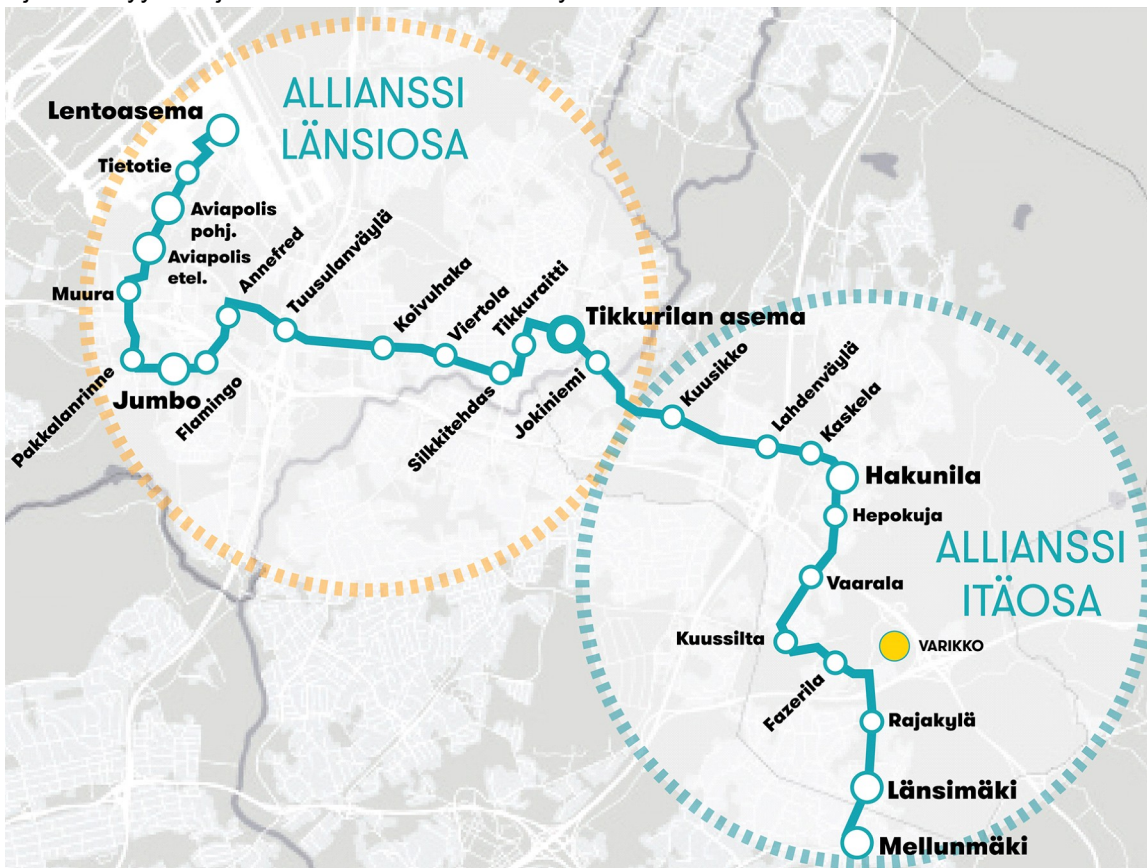 ALLIANSSI
LÄNSIOSA
Lentoasema
Tietotie
Aviapolis
pohj.
Aviapolis
etel.
Muura
Pakkalanrinne
Jumbo
Flamingo
Annefred
Tuusulanväylä
Koivuhaka
Viertola
Silkkitehdas
Tikkuraitti
Tikkurilan asema
Jokiniemi
Kuusikko
Lahdenväylä
Kaskela
Hakunila
Hepokuja
ALLIANSSI
ITÄOSA
Vaarala
Kuussilta
VARIKKO
Fazerila
Rajakylä
Länsimäki
Mellunmäki